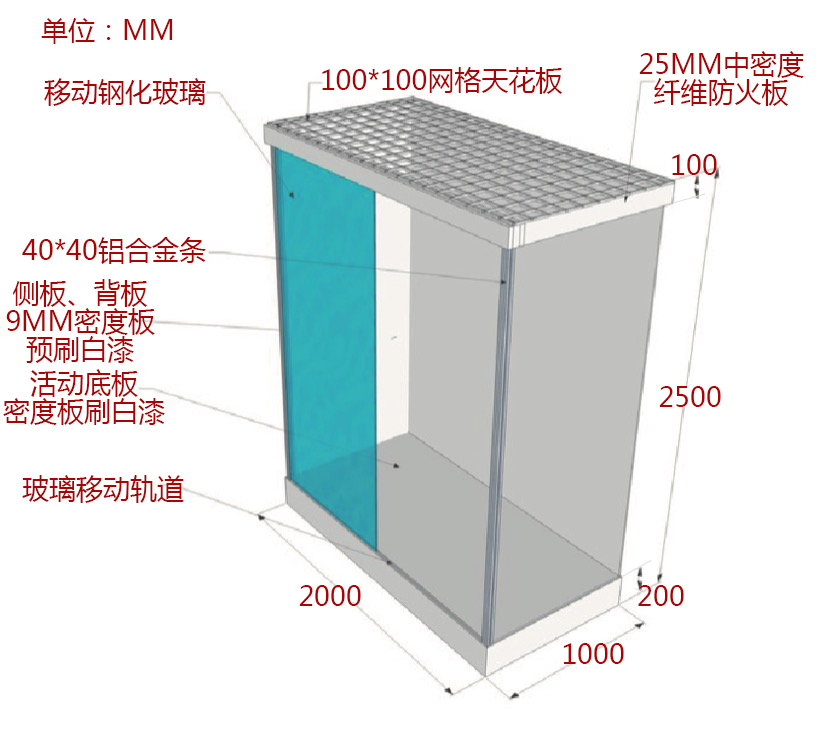 单位：MM
移动钢化玻璃
100*100网格天花板
25MM中密度
纤维防火板
100
40*40铝合金条
侧板、背板
9MM密度板
预刷白漆
活动底板
密度板刷白漆
2500
玻璃移动轨道
2000
200
1000